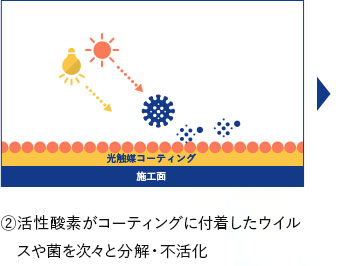 光触媒コーティング
施工面
②活性酸素がコーティングに付着したウイル
スや菌を次々と分解・不活化